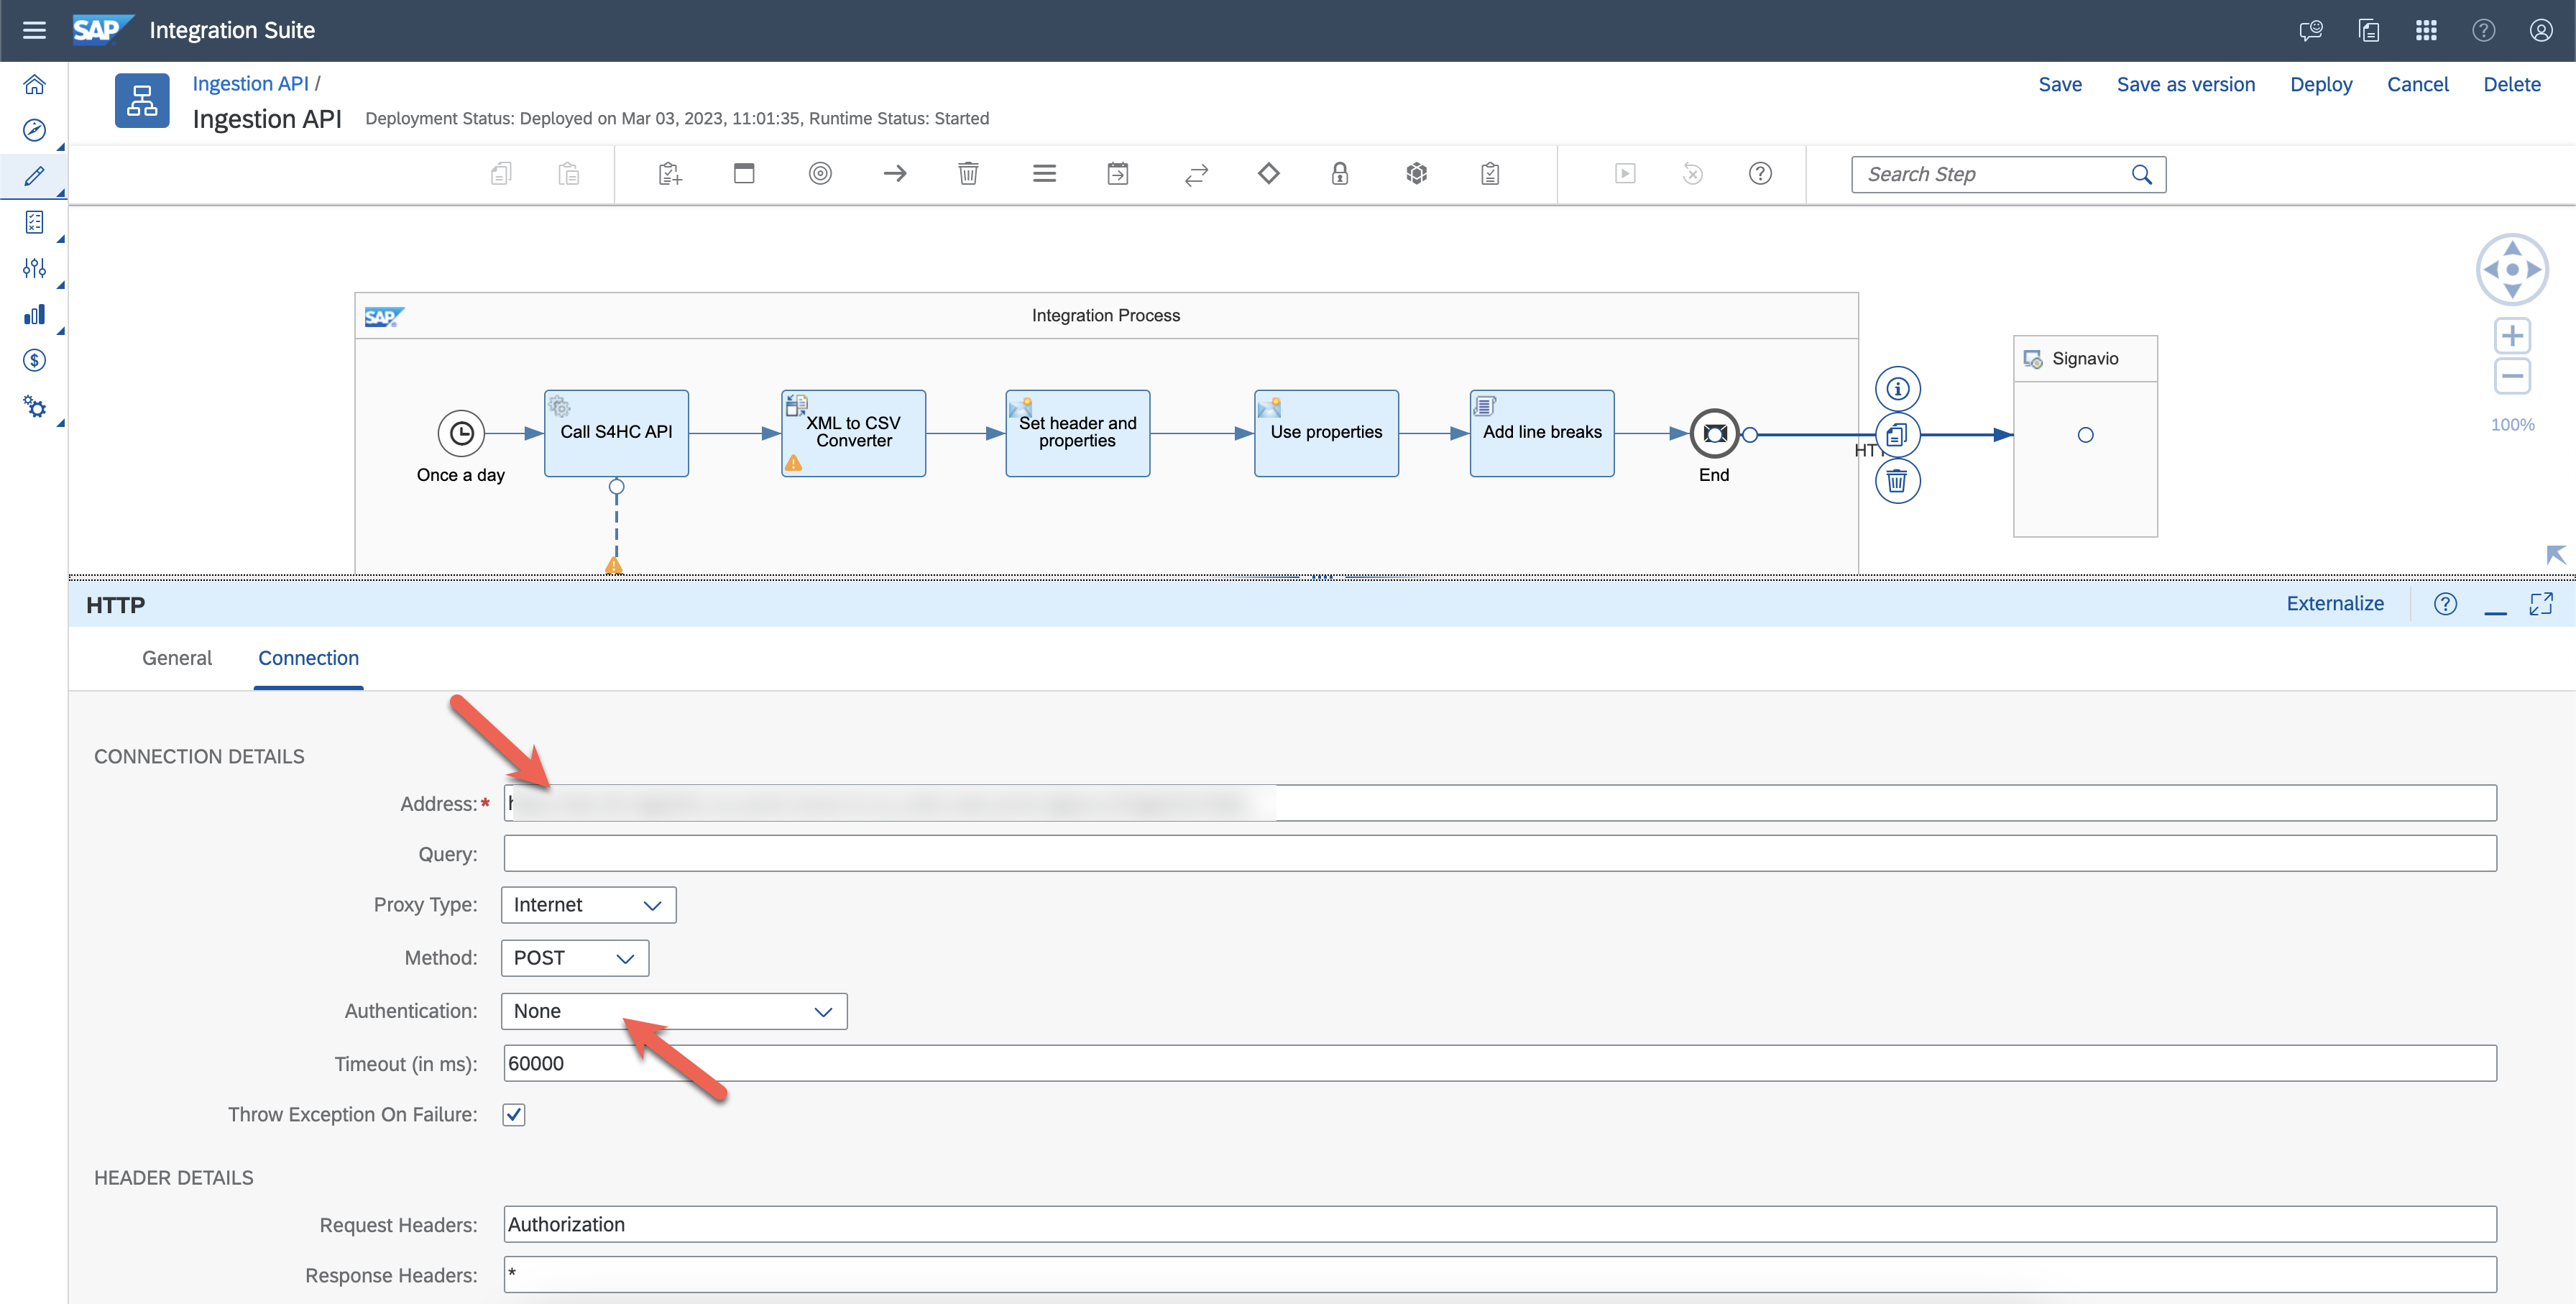 SAP Integration Suite
Ingestion API /
Ingestion API Deployment Status: Deployed on Mar 03, 2023, 11:01:35, Runtime Status: Started
Save Save as version Deploy Cancel Delete
Search Step
SAP Integration Process
Signavio
Call S4HC API
XML to CSV
Converter
Set header and
properties
Use properties
Add line breaks
Once a day
End
HT
100%
HTTP
Externalize
General Connection
CONNECTION DETAILS
Address:*
Query:
Proxy Type: Internet
Method: POST
Authentication: None
Timeout (in ms): 60000
Throw Exception On Failure:
HEADER DETAILS
Request Headers: Authorization
Response Headers: *